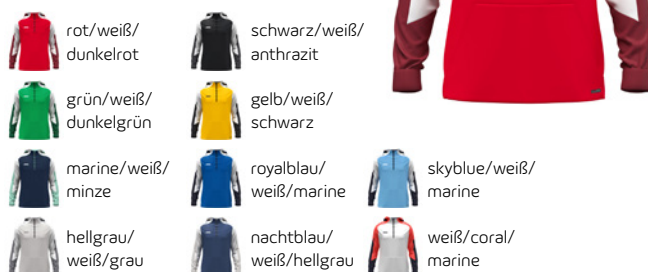 rot/weiß/
dunkelrot
schwarz/weiß/
anthrazit
grün/weiß/
dunkelgrün
gelb/weiß/
schwarz
marine/weiß/
minze
royalblau/
weiß/marine
skyblue/weiß/
marine
hellgrau/
weiß/grau
nachtblau/
weiß/hellgrau
weiß/coral/
marine